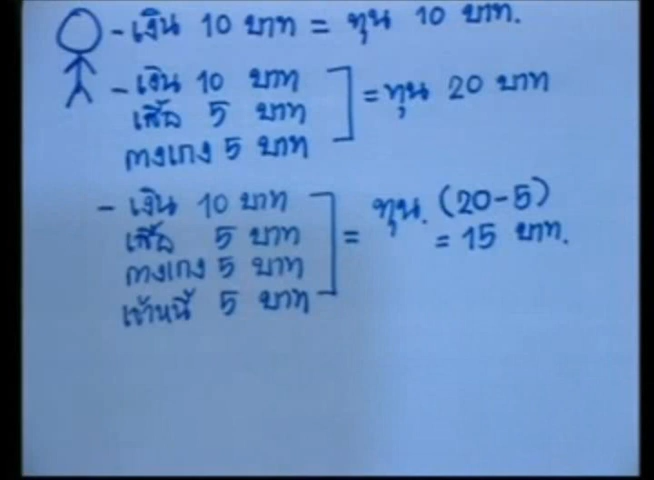 - เงิน 10 บาท = ทุน 10 บาท.
- เงิน 10 บาท
เสื้อ 5 บาท = ทุน 20 บาท
กางเกง 5 บาท
- เงิน 10 บาท
เสื้อ 5 บาท = ทุน. (20-5)
กางเกง 5 บาท = 15 บาท.
เจ้าหนี้ 5 บาท